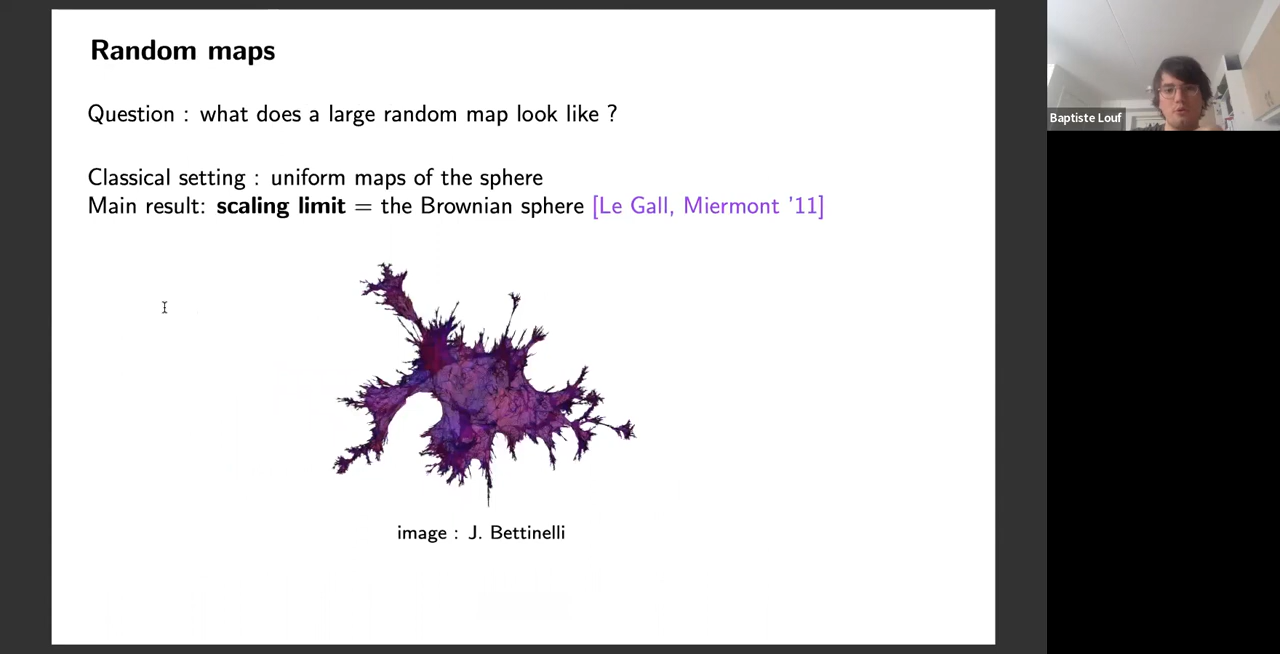 Random maps
Question : what does a large random map look like ?
Classical setting : uniform maps of the sphere
Main result: scaling limit = the Brownian sphere [Le Gall, Miermont '11]
image : J. Bettinelli
Baptiste Louf